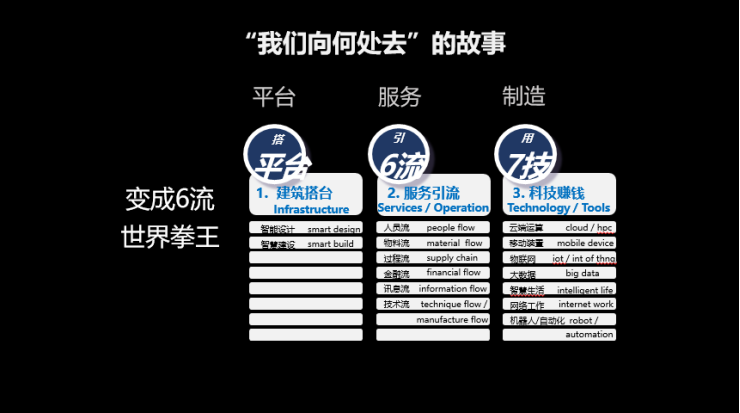 “我们向何处去”的故事
平台 服务 制造
搭 引 用
平台 6流 7技
变成6流
世界拳王
1. 建筑搭台
Infrastructure
智能设计 smart design
智慧建设 smart build
2. 服务引流
Services / Operation
人员流 people flow
物料流 material flow
过程流 supply chain
金融流 financial flow
讯息流 information flow
技术流 technique flow /
manufacture flow
3. 科技赚钱
Technology / Tools
云端运算 cloud / hpc
移动装置 mobile device
物联网 iot / int of thng
大数据 big data
智慧生活 intelligent life
网络工作 internet work
机器人/自动化 robot /
automation